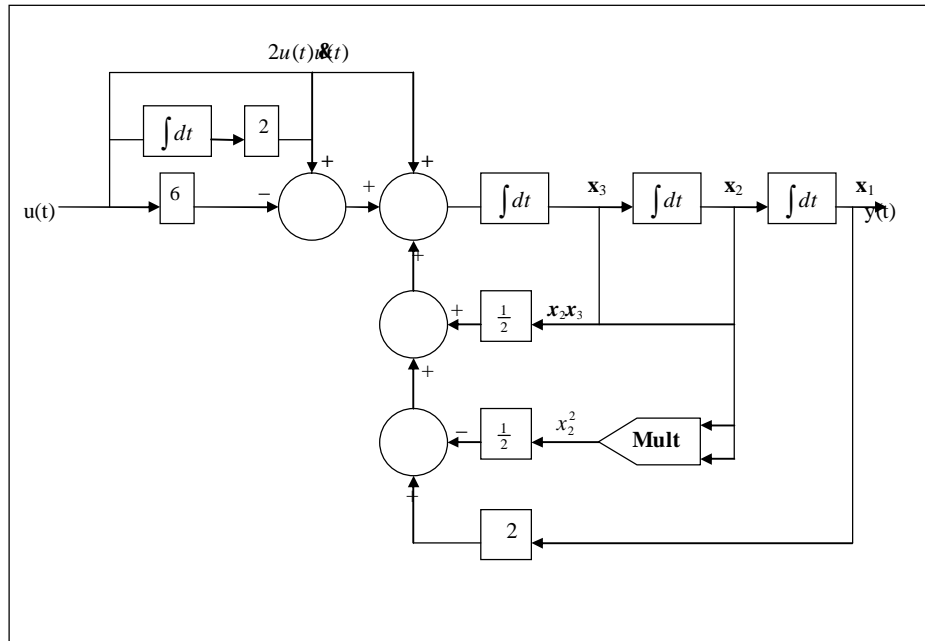 2u(t)u̇(t)
∫dt
2
+
+
u(t)
6
−
+
∫dt
x₃
∫dt
x₂
∫dt
x₁
y(t)
+
+
½
x₂x₃
+
−
½
x₂²
Mult
+
2